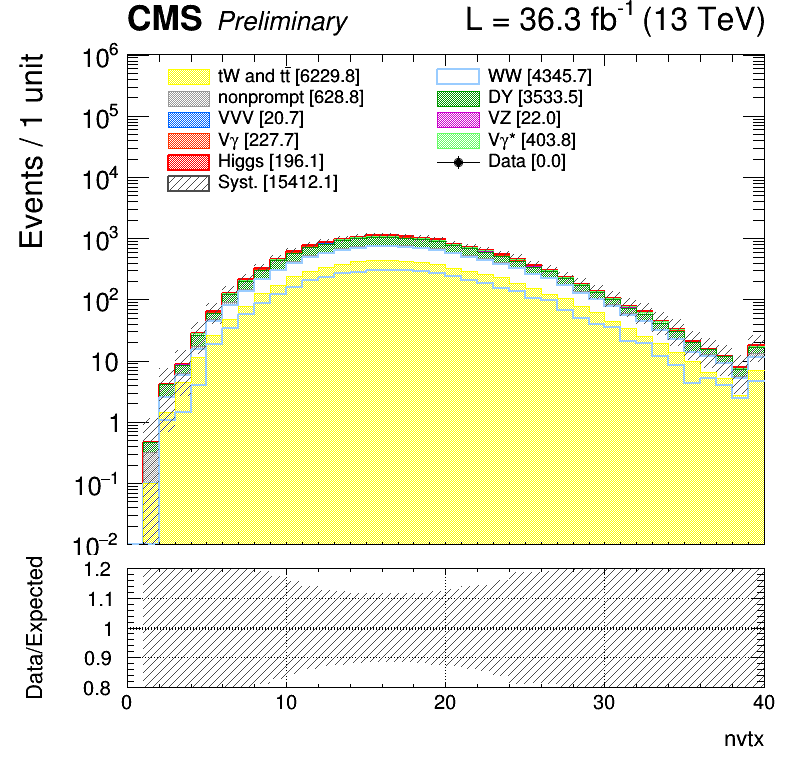 CMS Preliminary L = 36.3 fb⁻¹ (13 TeV)
Events / 1 unit
10⁶
10⁵
10⁴
10³
10²
10
1
10⁻¹
10⁻²
tW and tt̄ [6229.8]
nonprompt [628.8]
VVV [20.7]
Vγ [227.7]
Higgs [196.1]
Syst. [15412.1]
WW [4345.7]
DY [3533.5]
VZ [22.0]
Vγ* [403.8]
Data [0.0]
Data/Expected
1.2
1.1
1
0.9
0.8
0 10 20 30 40
nvtx